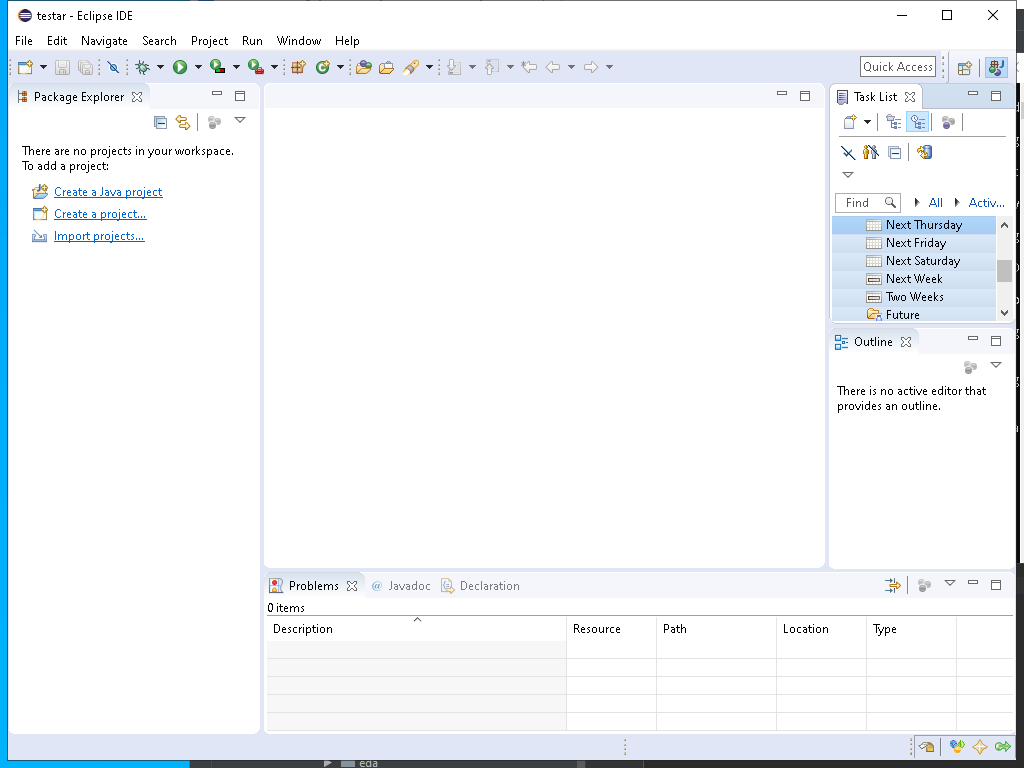 testar - Eclipse IDE
File Edit Navigate Search Project Run Window Help
Quick Access
Package Explorer
There are no projects in your workspace.
To add a project:
Create a Java project
Create a project...
Import projects...
Task List
Find All Activ...
Next Thursday
Next Friday
Next Saturday
Next Week
Two Weeks
Future
Outline
There is no active editor that
provides an outline.
Problems @ Javadoc Declaration
0 items
Description Resource Path Location Type
eda